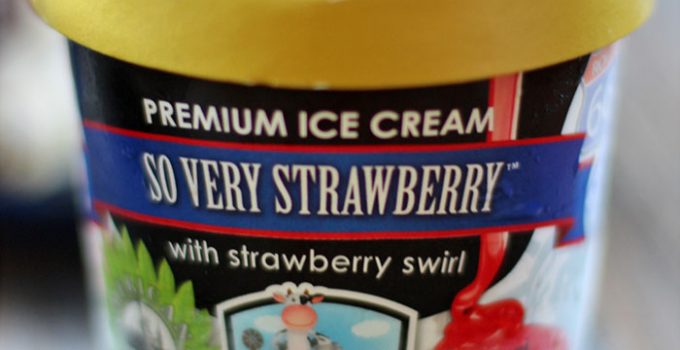 PREMIUM ICE CREAM
SO VERY STRAWBERRY™
with strawberry swirl